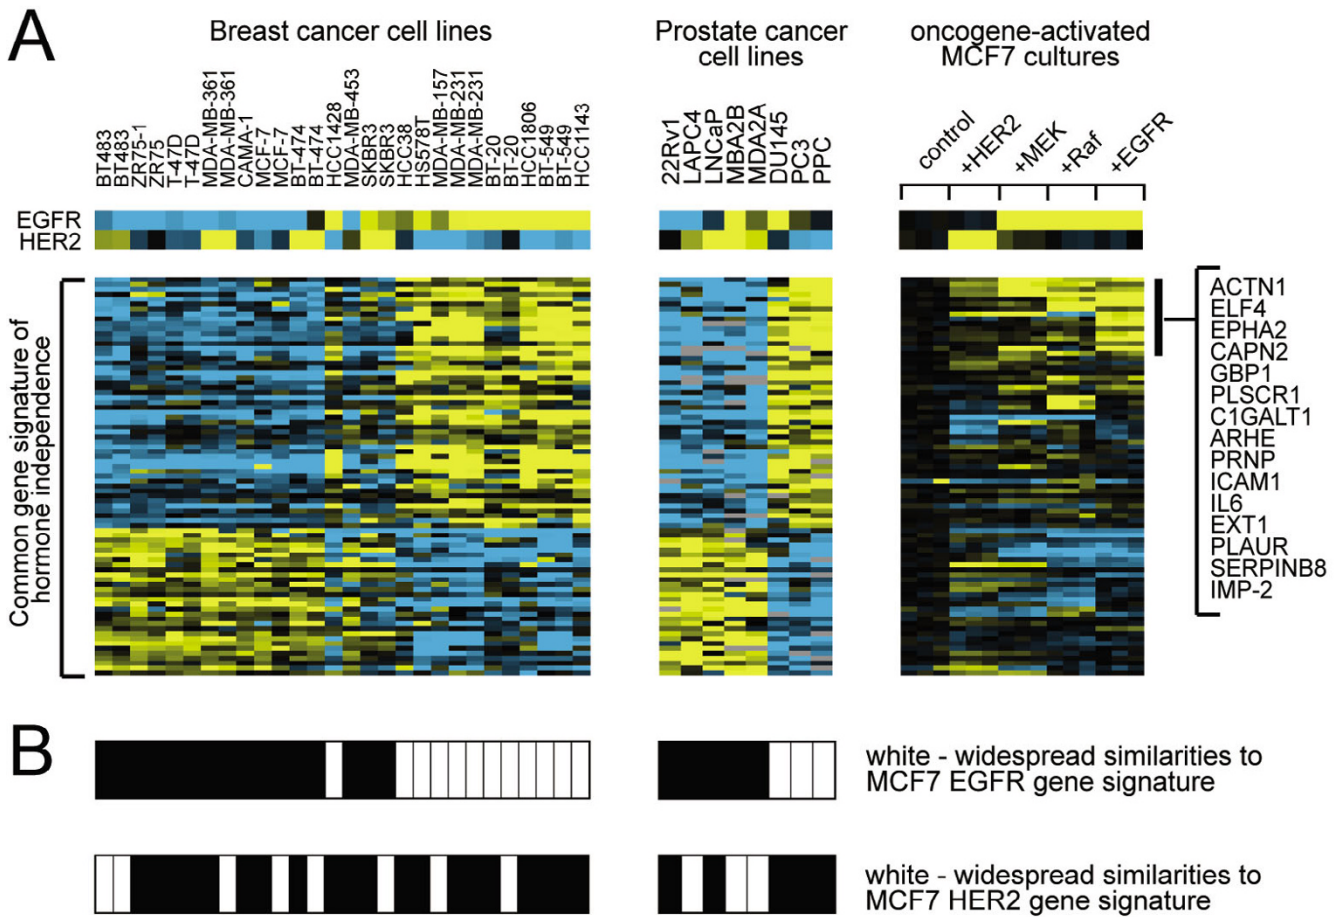 A
Breast cancer cell lines
Prostate cancer
cell lines
oncogene-activated
MCF7 cultures
BT483
BT483
ZR75-1
ZR75
T-47D
T-47D
MDA-MB-361
MDA-MB-361
CAMA-1
MCF-7
MCF-7
BT-474
BT-474
HCC1428
MDA-MB-453
SKBR3
SKBR3
HCC38
HS578T
MDA-MB-157
MDA-MB-231
MDA-MB-231
BT-20
BT-20
HCC1806
BT-549
BT-549
HCC1143
22Rv1
LAPC4
LNCaP
MBA2B
MDA2A
DU145
PC3
PPC
control
+HER2
+MEK
+Raf
+EGFR
EGFR
HER2
Common gene signature of
hormone independence
ACTN1
ELF4
EPHA2
CAPN2
GBP1
PLSCR1
C1GALT1
ARHE
PRNP
ICAM1
IL6
EXT1
PLAUR
SERPINB8
IMP-2
B
white - widespread similarities to
MCF7 EGFR gene signature
white - widespread similarities to
MCF7 HER2 gene signature